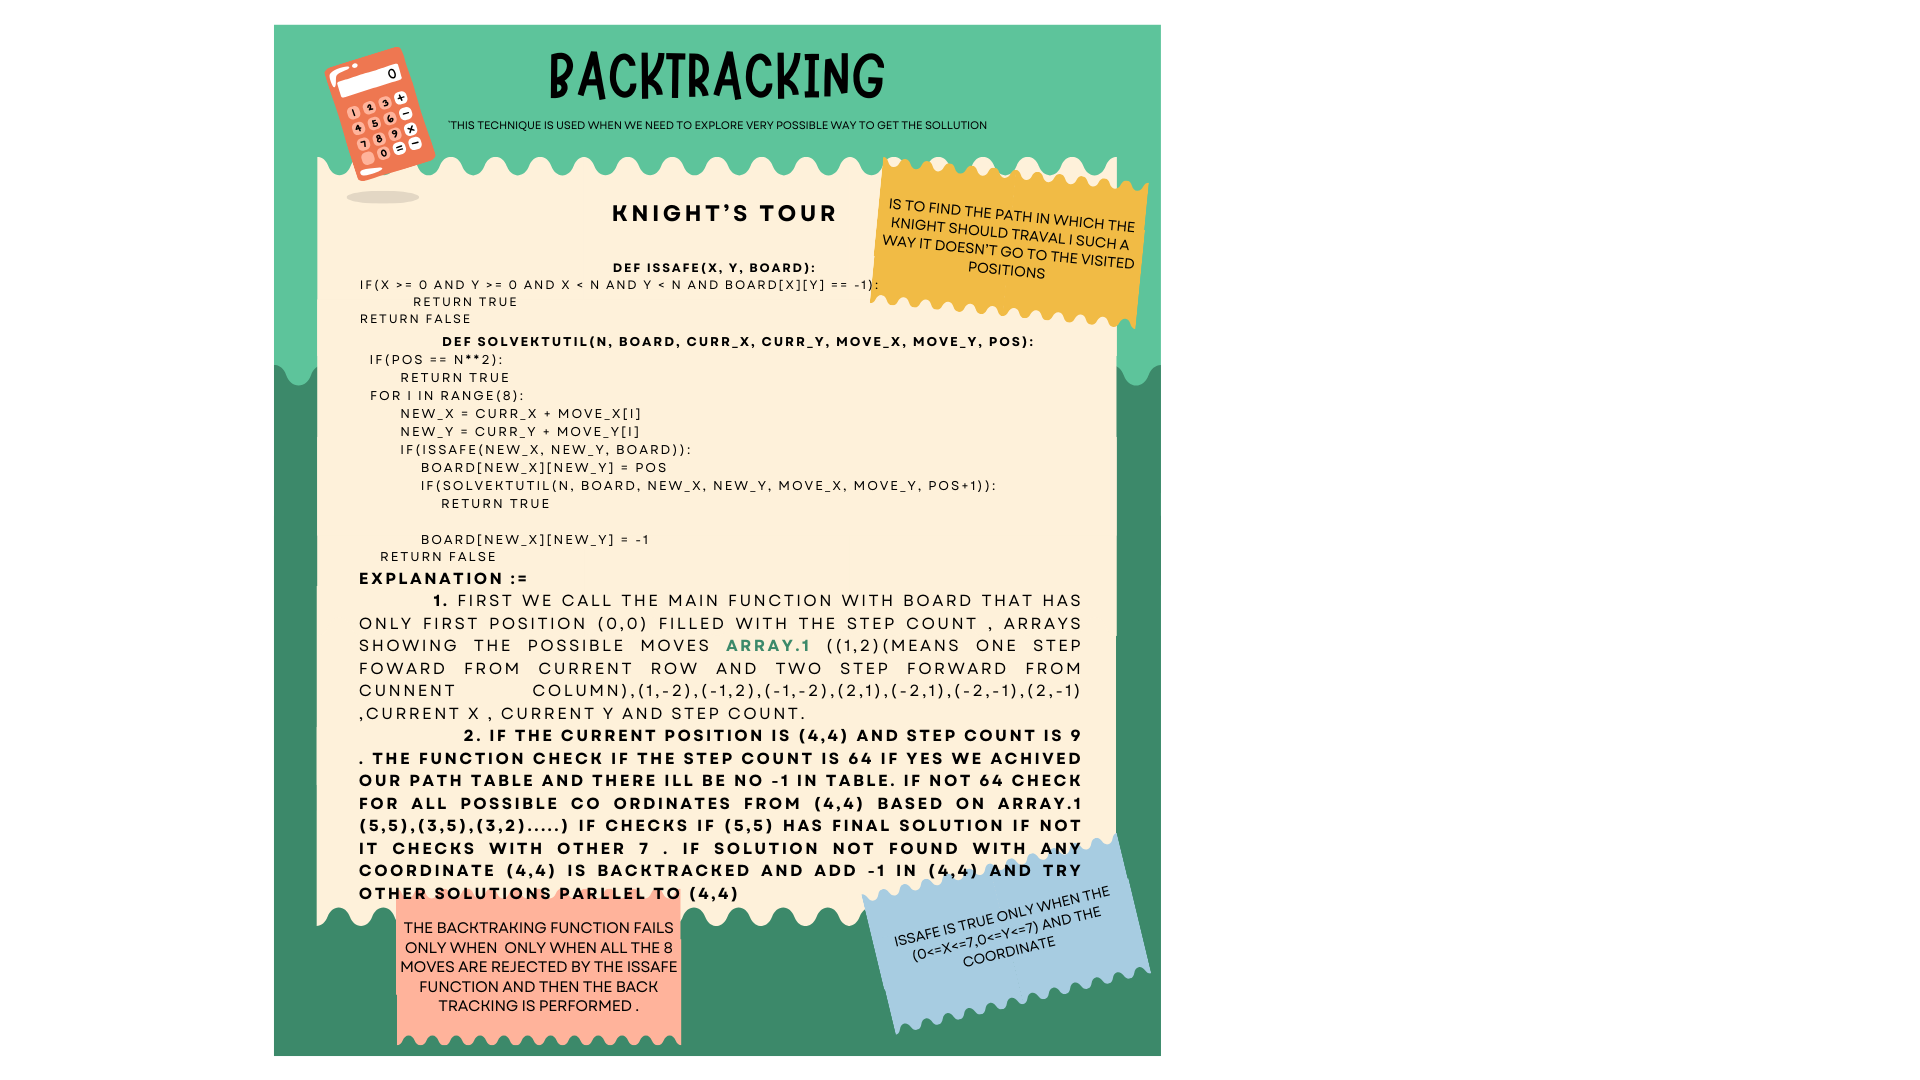 BACKTRACKING
"THIS TECHNIQUE IS USED WHEN WE NEED TO EXPLORE VERY POSSIBLE WAY TO GET THE SOLLUTION
0
1 2 3 +
4 5 6 −
7 8 9 x
0 = −
KNIGHT'S TOUR
IS TO FIND THE PATH IN WHICH THE
KNIGHT SHOULD TRAVAL I SUCH A
WAY IT DOESN'T GO TO THE VISITED
POSITIONS
DEF ISSAFE(X, Y, BOARD):
IF(X >= 0 AND Y >= 0 AND X < N AND Y < N AND BOARD[X][Y] == -1):
RETURN TRUE
RETURN FALSE
DEF SOLVEKTUTIL(N, BOARD, CURR_X, CURR_Y, MOVE_X, MOVE_Y, POS):
IF(POS == N**2):
RETURN TRUE
FOR I IN RANGE(8):
NEW_X = CURR_X + MOVE_X[I]
NEW_Y = CURR_Y + MOVE_Y[I]
IF(ISSAFE(NEW_X, NEW_Y, BOARD)):
BOARD[NEW_X][NEW_Y] = POS
IF(SOLVEKTUTIL(N, BOARD, NEW_X, NEW_Y, MOVE_X, MOVE_Y, POS+1)):
RETURN TRUE
BOARD[NEW_X][NEW_Y] = -1
RETURN FALSE
EXPLANATION :=
1. FIRST WE CALL THE MAIN FUNCTION WITH BOARD THAT HAS
ONLY FIRST POSITION (0,0) FILLED WITH THE STEP COUNT , ARRAYS
SHOWING THE POSSIBLE MOVES ARRAY.1 ((1,2)(MEANS ONE STEP
FOWARD FROM CURRENT ROW AND TWO STEP FORWARD FROM
CUNNENT COLUMN),(1,-2),(-1,2),(-1,-2),(2,1),(-2,1),(-2,-1),(2,-1)
,CURRENT X , CURRENT Y AND STEP COUNT.
2. IF THE CURRENT POSITION IS (4,4) AND STEP COUNT IS 9
. THE FUNCTION CHECK IF THE STEP COUNT IS 64 IF YES WE ACHIVED
OUR PATH TABLE AND THERE ILL BE NO -1 IN TABLE. IF NOT 64 CHECK
FOR ALL POSSIBLE CO ORDINATES FROM (4,4) BASED ON ARRAY.1
(5,5),(3,5),(3,2).....) IF CHECKS IF (5,5) HAS FINAL SOLUTION IF NOT
IT CHECKS WITH OTHER 7 . IF SOLUTION NOT FOUND WITH ANY
COORDINATE (4,4) IS BACKTRACKED AND ADD -1 IN (4,4) AND TRY
OTHER SOLUTIONS PARLLEL TO (4,4)
THE BACKTRAKING FUNCTION FAILS
ONLY WHEN ONLY WHEN ALL THE 8
MOVES ARE REJECTED BY THE ISSAFE
FUNCTION AND THEN THE BACK
TRACKING IS PERFORMED .
ISSAFE IS TRUE ONLY WHEN THE
(0<=X<=7,0<=Y<=7) AND THE
COORDINATE